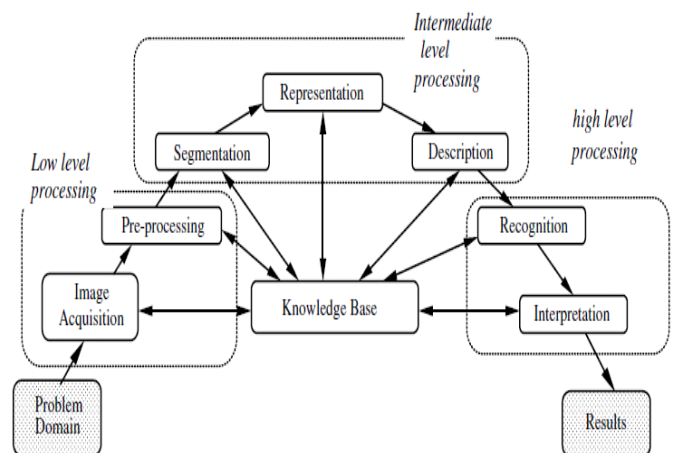 Intermediate
level
processing
Representation
high level
processing
Segmentation
Description
Low level
processing
Pre-processing
Recognition
Image
Acquisition
Knowledge Base
Interpretation
Problem
Domain
Results